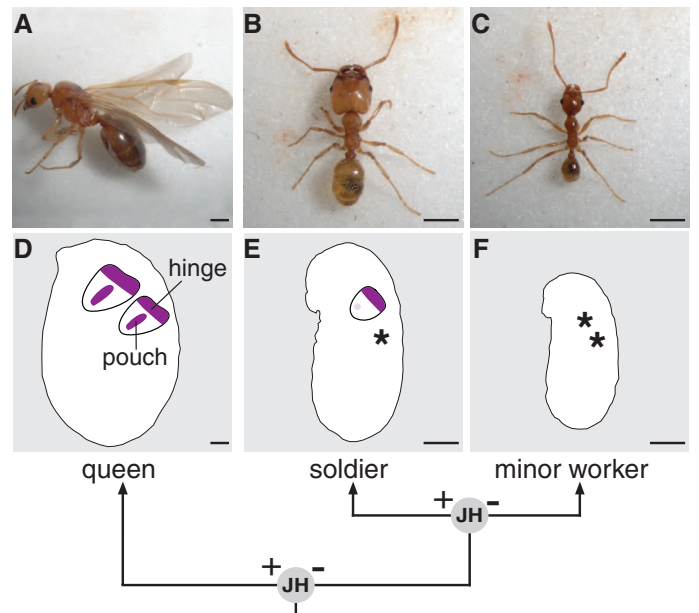 A B C
D E F
hinge
pouch
*
*
*
queen soldier minor worker
+ JH -
+ JH -